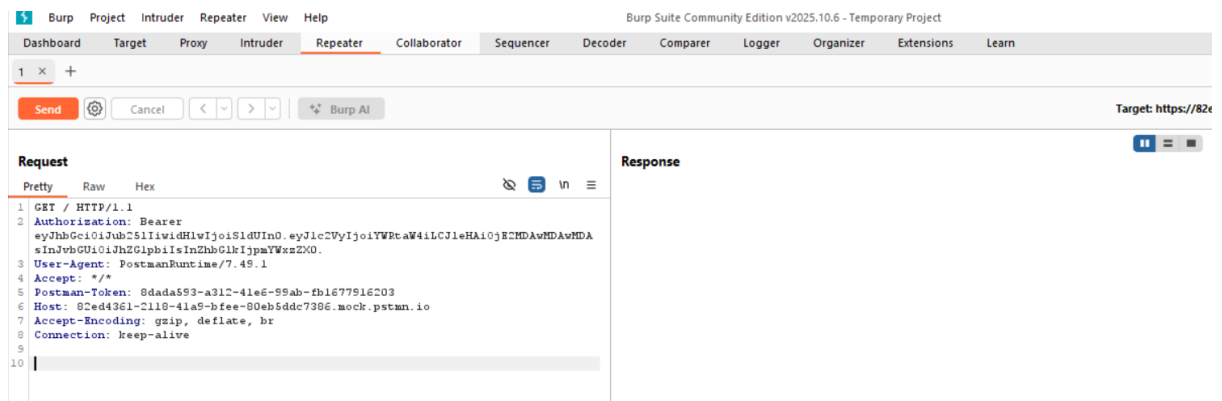 Burp Project Intruder Repeater View Help Burp Suite Community Edition v2025.10.6 - Temporary Project
Dashboard Target Proxy Intruder Repeater Collaborator Sequencer Decoder Comparer Logger Organizer Extensions Learn
1 × +
Send Cancel < > Burp AI Target: https://82e
Request
Response
Pretty Raw Hex \n
1 GET / HTTP/1.1
2 Authorization: Bearer
3 User-Agent: PostmanRuntime/7.49.1
4 Accept: */*
5 Postman-Token: 8dada593-a312-41e6-99ab-fb1677916203
6 Host: 82ed4361-2118-41a9-bfee-80eb5ddc7386.mock.pstmn.io
7 Accept-Encoding: gzip, deflate, br
8 Connection: keep-alive
9
10